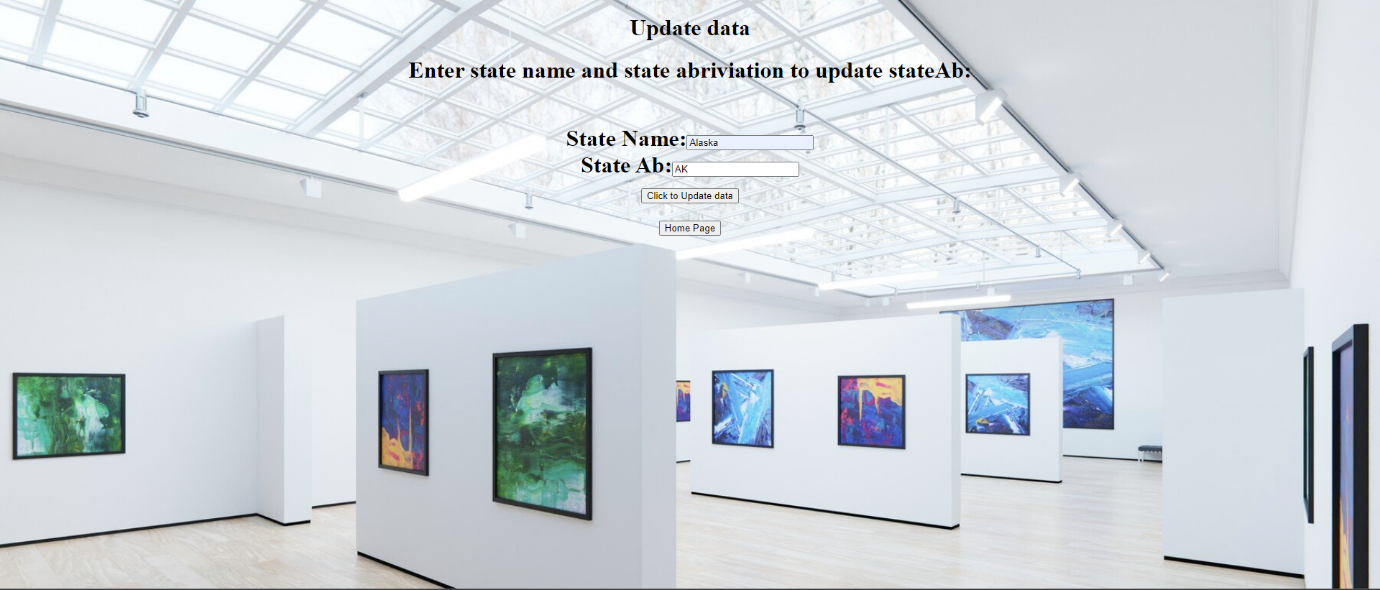 Update data
Enter state name and state abriviation to update stateAb:
State Name: Alaska
State Ab: AK
Click to Update data
Home Page